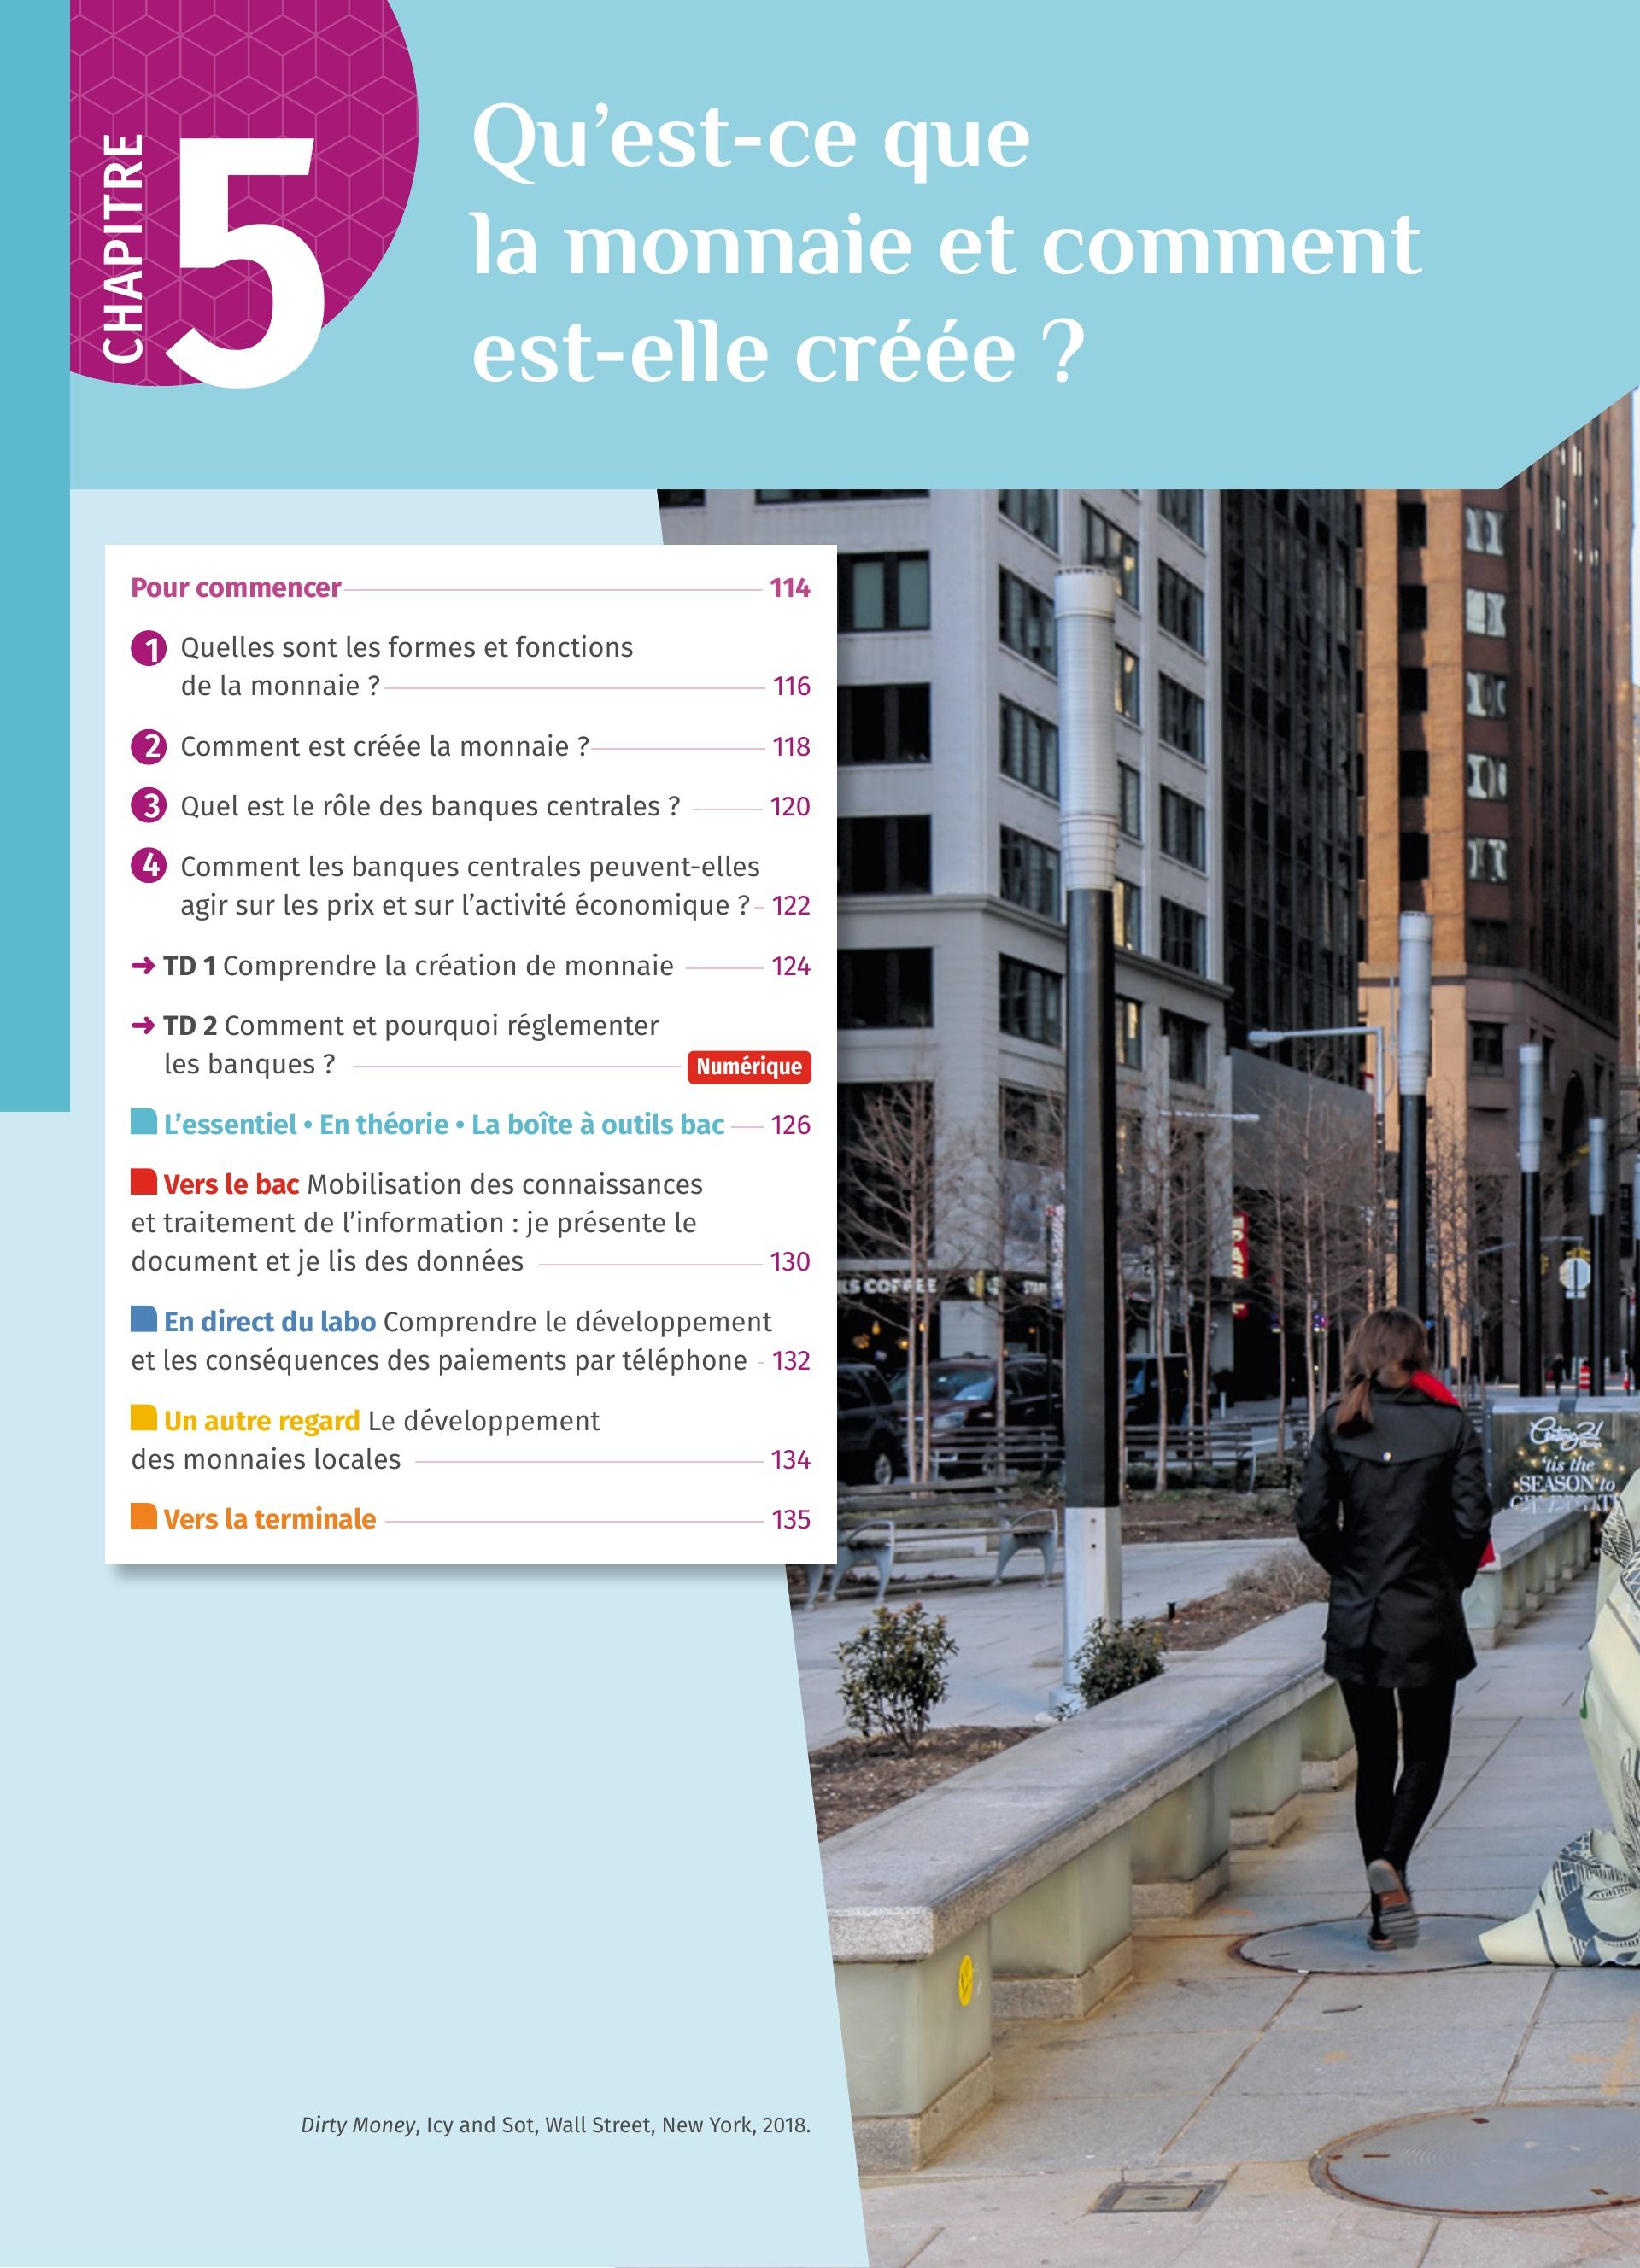 CHAPITRE
5
Qu’est-ce que
la monnaie et comment
est-elle créée ?
Pour commencer 114
1 Quelles sont les formes et fonctions
de la monnaie ? 116
2 Comment est créée la monnaie ? 118
3 Quel est le rôle des banques centrales ? 120
4 Comment les banques centrales peuvent-elles
agir sur les prix et sur l’activité économique ? 122
➜ TD 1 Comprendre la création de monnaie 124
➜ TD 2 Comment et pourquoi réglementer
les banques ? Numérique
L’essentiel • En théorie • La boîte à outils bac 126
Vers le bac Mobilisation des connaissances
et traitement de l’information : je présente le
document et je lis des données 130
En direct du labo Comprendre le développement
et les conséquences des paiements par téléphone 132
Un autre regard Le développement
des monnaies locales 134
Vers la terminale 135
COFFEE
Century 21
'tis the
SEASON to
Dirty Money, Icy and Sot, Wall Street, New York, 2018.